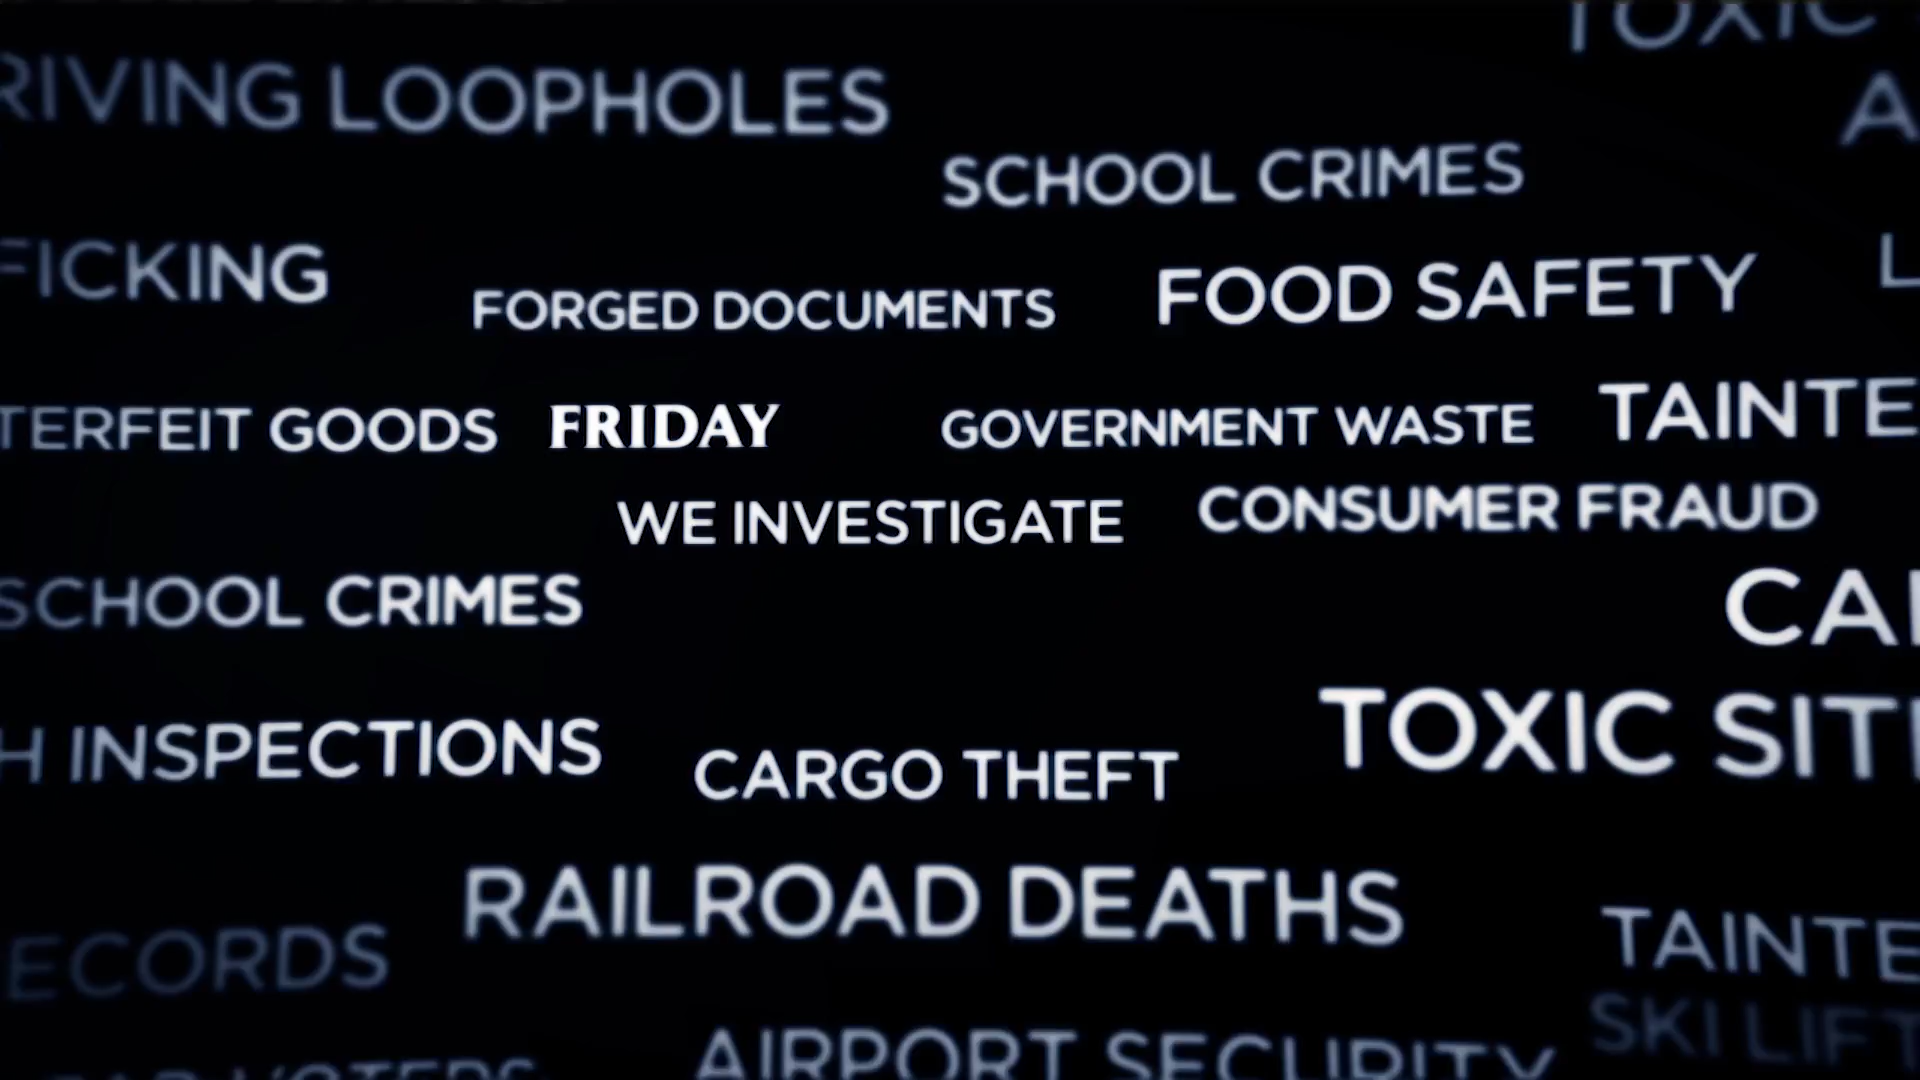 TOXIC
RIVING LOOPHOLES
A
SCHOOL CRIMES
FICKING
FORGED DOCUMENTS
FOOD SAFETY
L
TERFEIT GOODS
FRIDAY
GOVERNMENT WASTE
TAINTE
WE INVESTIGATE
CONSUMER FRAUD
SCHOOL CRIMES
CA
TOXIC SIT
H INSPECTIONS
CARGO THEFT
RAILROAD DEATHS
ECORDS
TAINTE
SKI LIFT
AIRPORT SECURITY
VOTERS